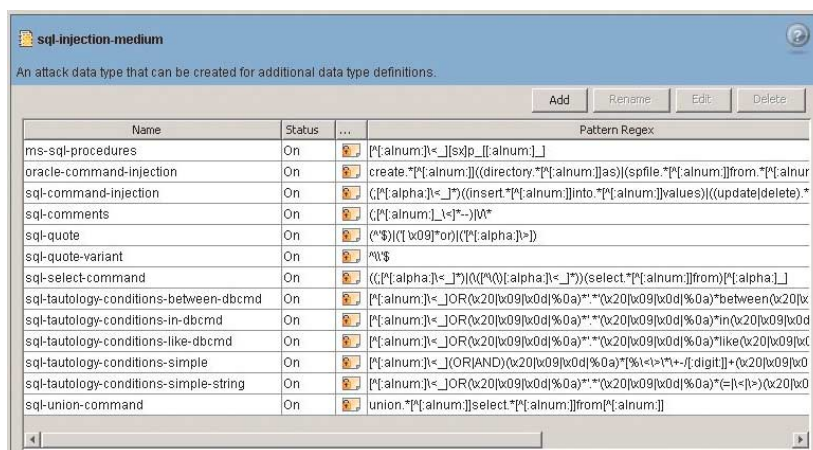 sql-injection-medium
An attack data type that can be created for additional data type definitions.
Add Rename Edit Delete
Name Status ... Pattern Regex
ms-sql-procedures On [^[:alnum:]\<_][sx]p_[[:alnum:]_]
oracle-command-injection On create.*[^[:alnum:]]((directory.*[^[:alnum:]]as)|(spfile.*[^[:alnum:]]from.*[^[:alnur
sql-command-injection On (;[^[:alpha:]\<_]*)((insert.*[^[:alnum:]]into.*[^[:alnum:]]values)|((update|delete).*
sql-comments On (;[^[:alnum:]_\<]*--)|\/\*
sql-quote On (^'$)|('[ \x09]*or)|('[^[:alpha:]\>])
sql-quote-variant On ^\\'$
sql-select-command On ((;[^[:alpha:]\<_]*)|(\([^\(\)[:alpha:]\<_]*))(select.*[^[:alnum:]]from)[^[:alpha:]_]
sql-tautology-conditions-between-dbcmd On [^[:alnum:]\<_]OR(\x20|\x09|\x0d|%0a)*'.*'(\x20|\x09|\x0d|%0a)*between(\x20|\x
sql-tautology-conditions-in-dbcmd On [^[:alnum:]\<_]OR(\x20|\x09|\x0d|%0a)*'.*'(\x20|\x09|\x0d|%0a)*in(\x20|\x09|\x0d
sql-tautology-conditions-like-dbcmd On [^[:alnum:]\<_]OR(\x20|\x09|\x0d|%0a)*'.*'(\x20|\x09|\x0d|%0a)*like(\x20|\x09|\x0
sql-tautology-conditions-simple On [^[:alnum:]\<_](OR|AND)(\x20|\x09|\x0d|%0a)*[%\<\>\*\+-/[:digit:]]+(\x20|\x09|\x0
sql-tautology-conditions-simple-string On [^[:alnum:]\<_]OR(\x20|\x09|\x0d|%0a)*'.*'(\x20|\x09|\x0d|%0a)*(=|\<|\>)(\x20|\x0
sql-union-command On union.*[^[:alnum:]]select.*[^[:alnum:]]from[^[:alnum:]]